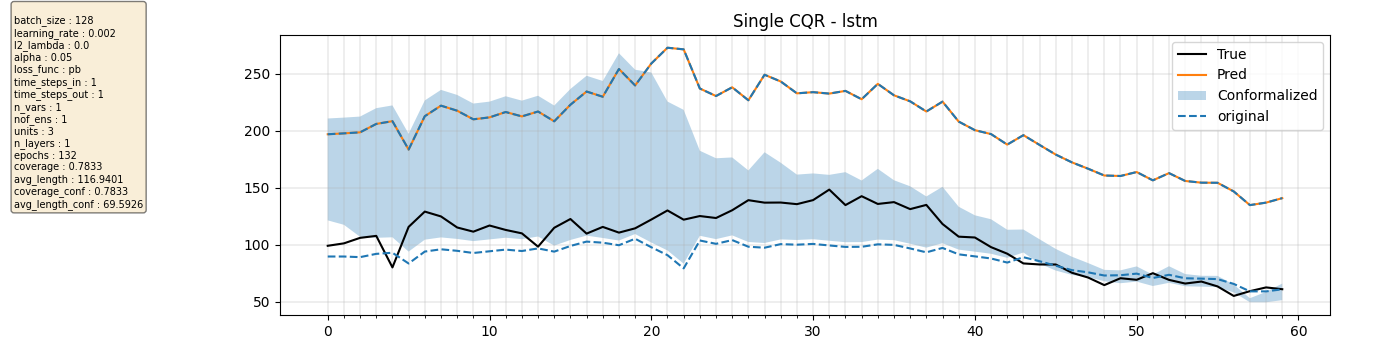 batch_size : 128
learning_rate : 0.002
l2_lambda : 0.0
alpha : 0.05
loss_func : pb
time_steps_in : 1
time_steps_out : 1
n_vars : 1
nof_ens : 1
units : 3
n_layers : 1
epochs : 132
coverage : 0.7833
avg_length : 116.9401
coverage_conf : 0.7833
avg_length_conf : 69.5926
Single CQR - lstm
250
200
150
100
50
0 10 20 30 40 50 60
True
Pred
Conformalized
original